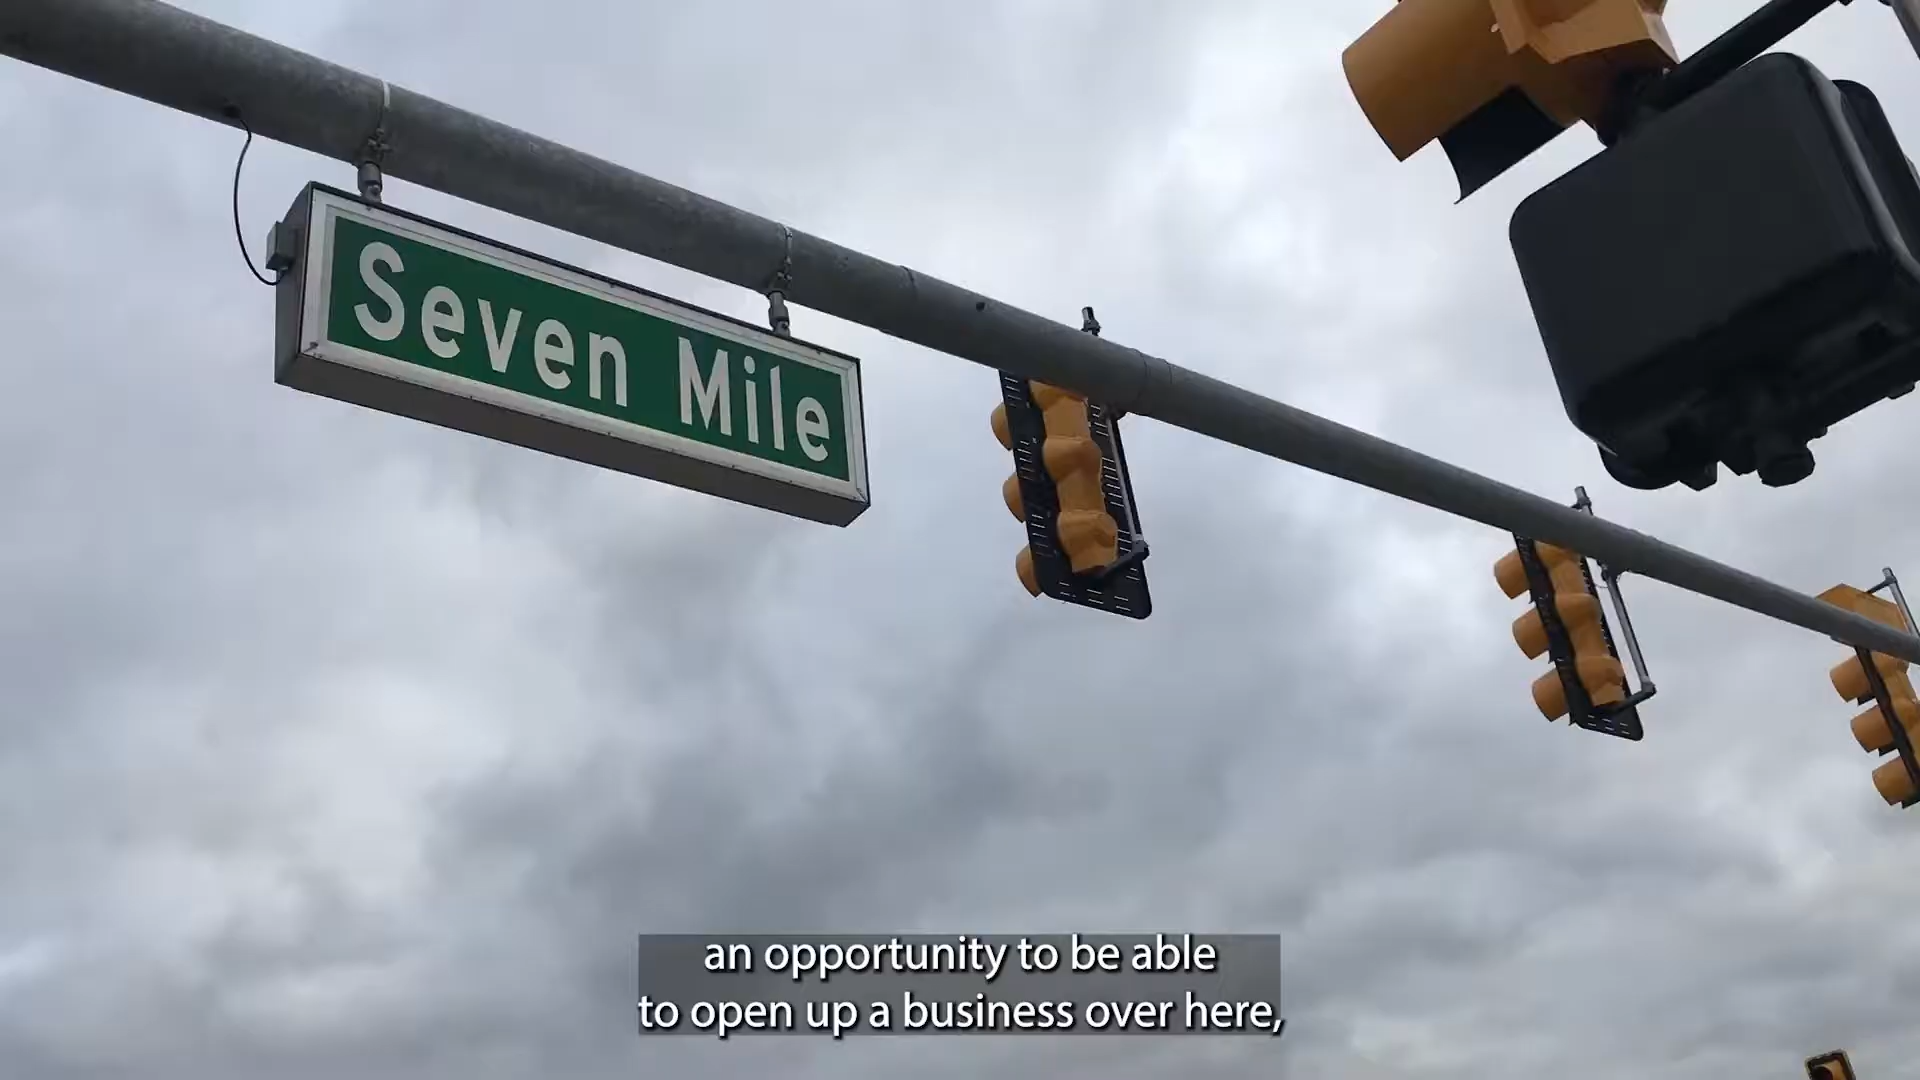 Seven Mile
an opportunity to be able
to open up a business over here,